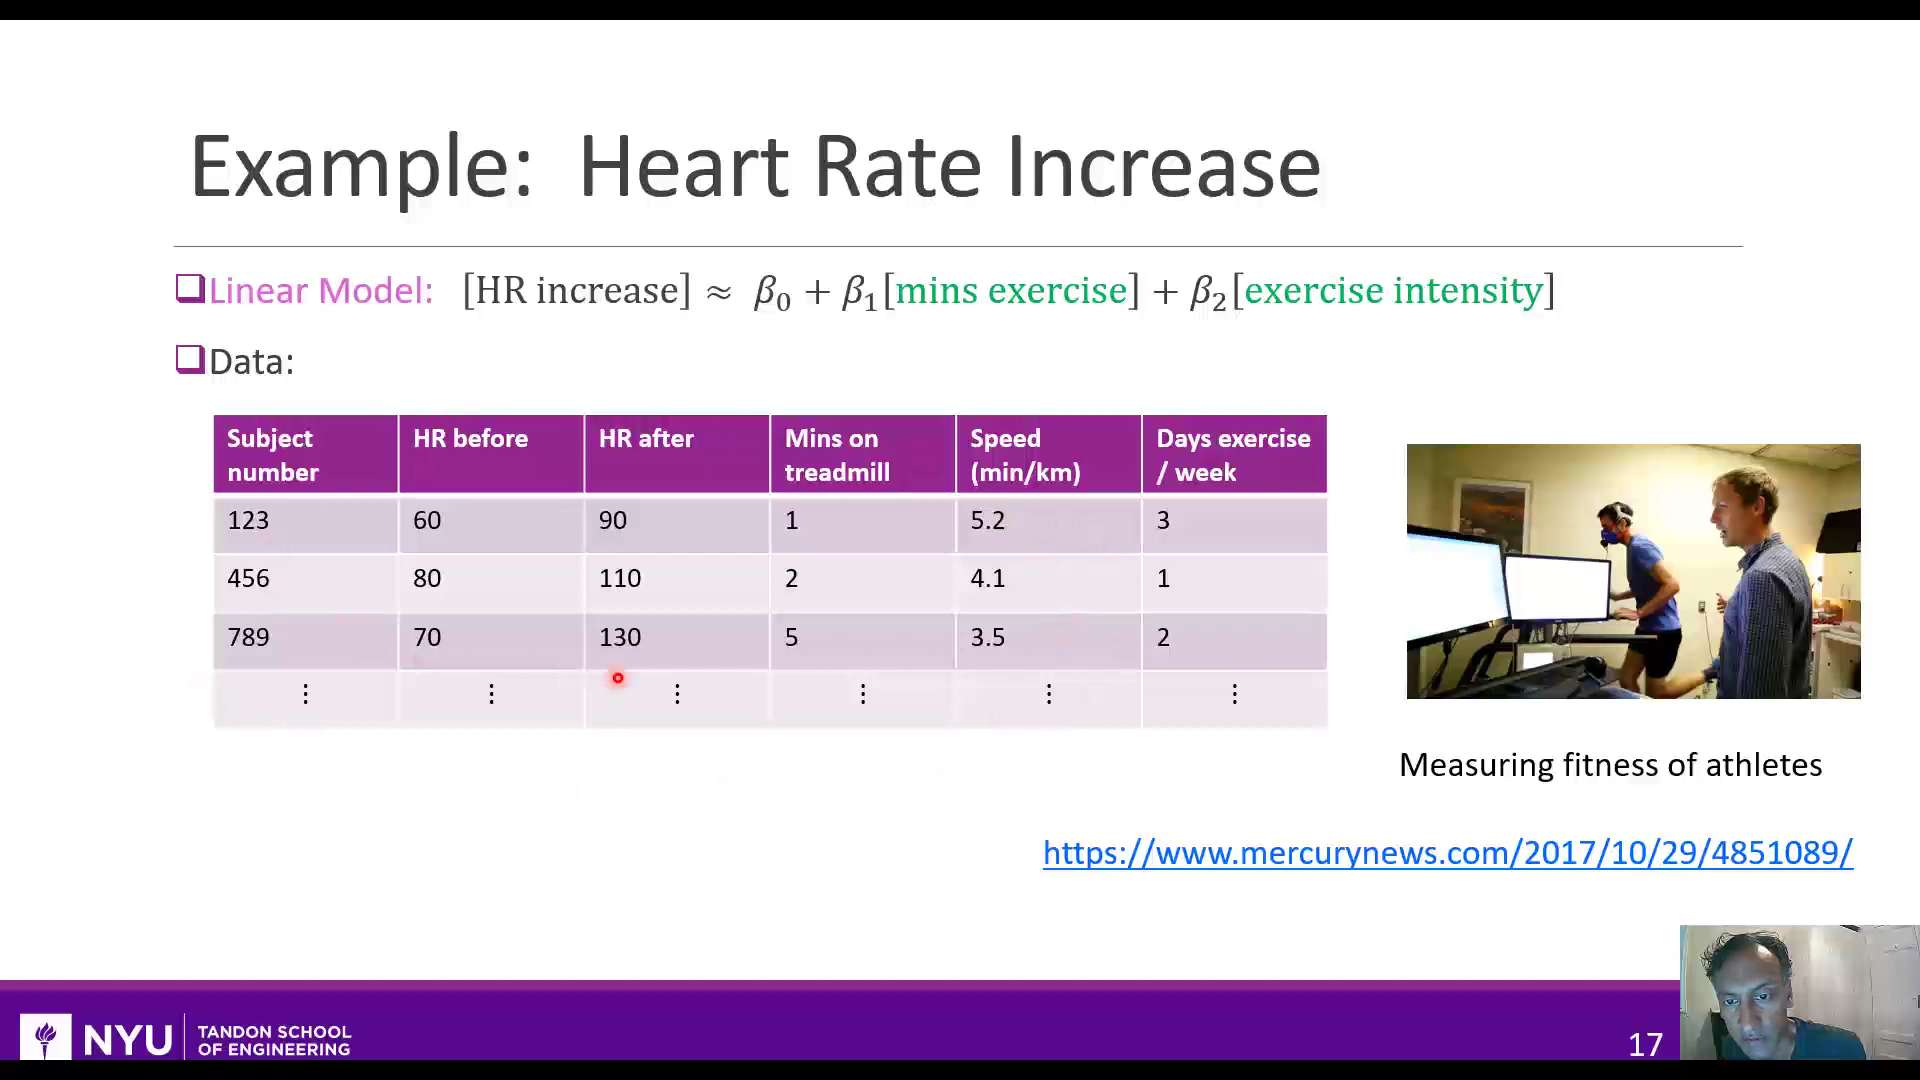 Example: Heart Rate Increase
Linear Model: [HR increase] ≈ β₀ + β₁[mins exercise] + β₂[exercise intensity]
Data:
Subject number HR before HR after Mins on treadmill Speed (min/km) Days exercise / week
123 60 90 1 5.2 3
456 80 110 2 4.1 1
789 70 130 5 3.5 2
⋮ ⋮ ⋮ ⋮ ⋮ ⋮
Measuring fitness of athletes
https://www.mercurynews.com/2017/10/29/4851089/
NYU TANDON SCHOOL
OF ENGINEERING
17